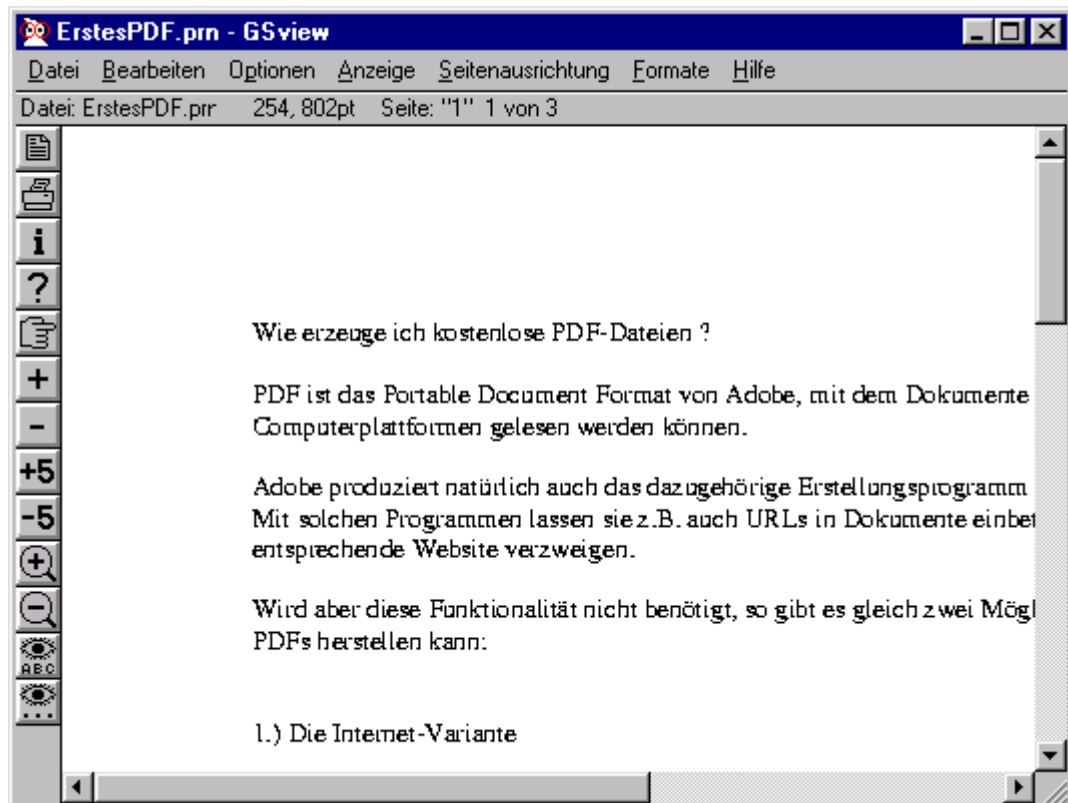 ErstesPDF.prn - GSview
Datei Bearbeiten Optionen Anzeige Seitenausrichtung Formate Hilfe
Datei: ErstesPDF.prr 254, 802pt Seite: "1" 1 von 3
i
?
+
-
+5
-5
ABC
Wie erzeuge ich kostenlose PDF-Dateien ?
PDF ist das Portable Document Format von Adobe, mit dem Dokumente
Computerplattformen gelesen werden können.
Adobe produziert natürlich auch das dazugehörige Erstellungsprogramm
Mit solchen Programmen lassen sie z.B. auch URLs in Dokumente einbet
entsprechende Website verzweigen.
Wird aber diese Funktionalität nicht benötigt, so gibt es gleich zwei Mögl
PDFs herstellen kann:
1.) Die Internet-Variante